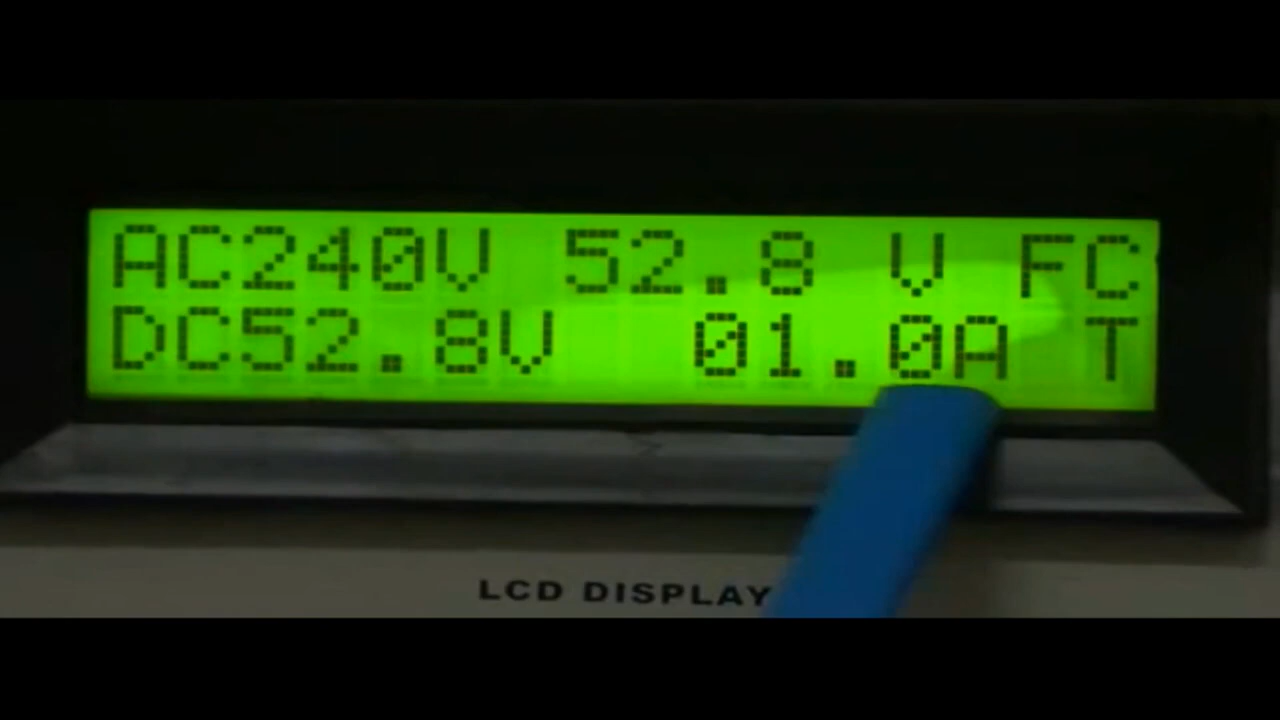 AC240V 52.8 V FC
DC52.8V 01.0A T
LCD DISPLAY